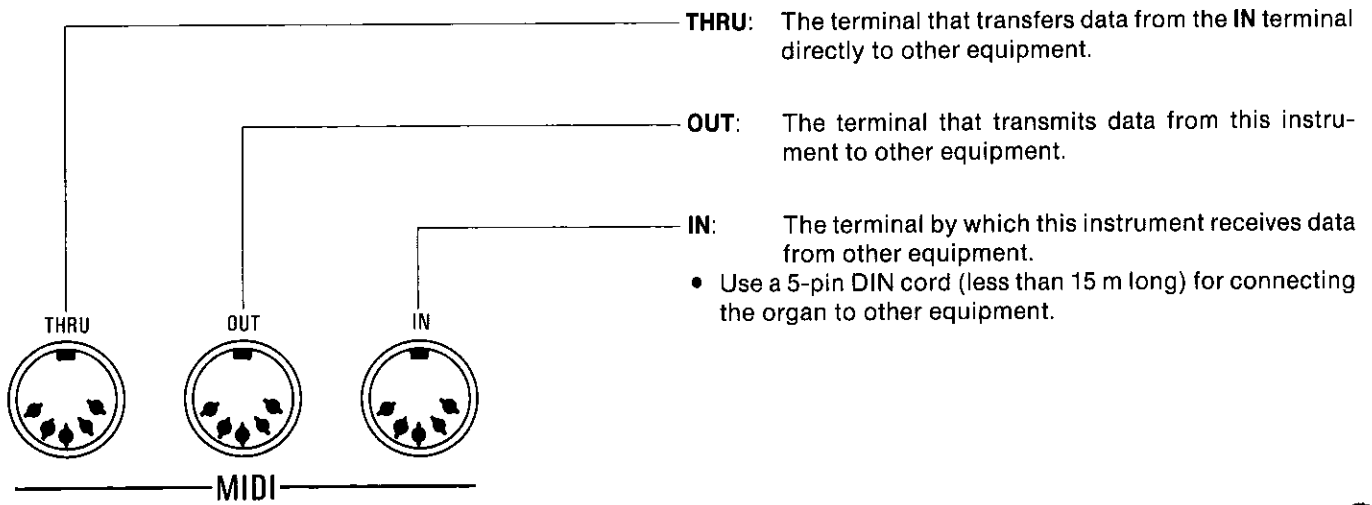 THRU: The terminal that transfers data from the IN terminal
directly to other equipment.
OUT: The terminal that transmits data from this instru-
ment to other equipment.
IN: The terminal by which this instrument receives data
from other equipment.
• Use a 5-pin DIN cord (less than 15 m long) for connecting
the organ to other equipment.
THRU OUT IN
MIDI